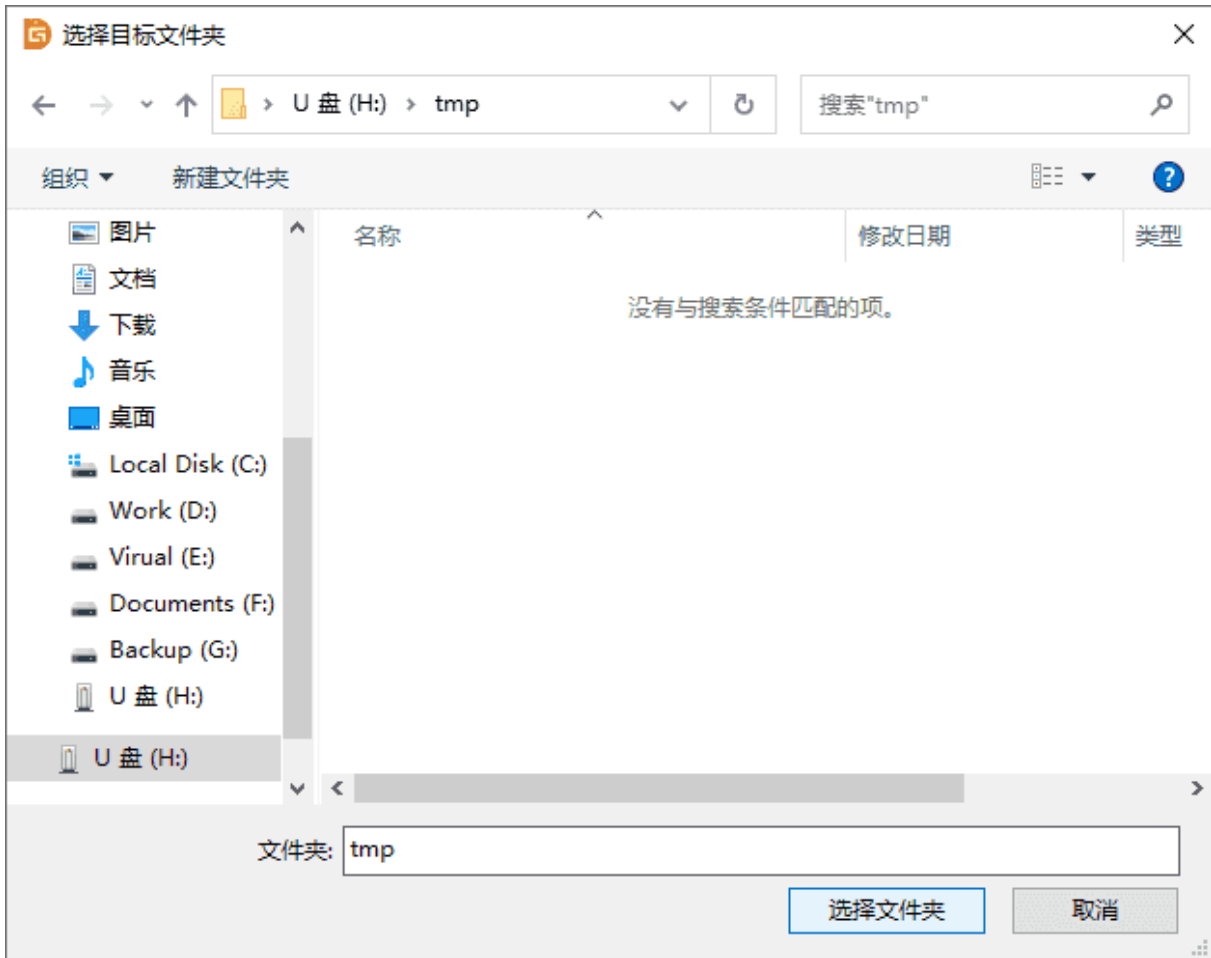 选择目标文件夹
U 盘 (H:) tmp
搜索"tmp"
组织 新建文件夹
名称 修改日期 类型
没有与搜索条件匹配的项。
图片
文档
下载
音乐
桌面
Local Disk (C:)
Work (D:)
Virual (E:)
Documents (F:)
Backup (G:)
U 盘 (H:)
U 盘 (H:)
文件夹: tmp
选择文件夹 取消